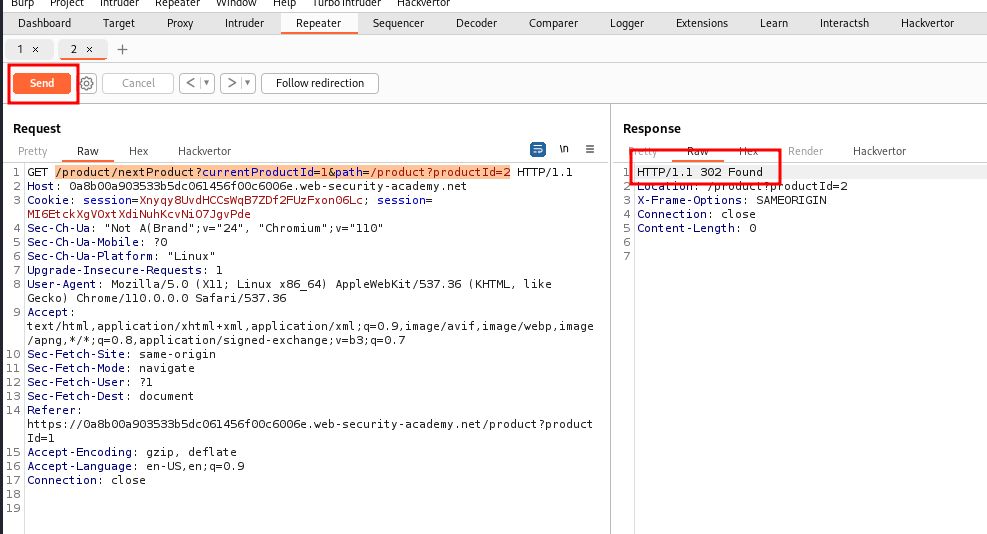 Burp Project Intruder Repeater Window Help Turbo Intruder Hackvertor
Dashboard Target Proxy Intruder Repeater Sequencer Decoder Comparer Logger Extensions Learn Interactsh Hackvertor
1 × 2 × +
Send Cancel < ▼ > ▼ Follow redirection
Request
Pretty Raw Hex Hackvertor \n ≡
1 GET /product/nextProduct?currentProductId=1&path=/product?productId=2 HTTP/1.1
2 Host: 0a8b00a903533b5dc061456f00c6006e.web-security-academy.net
3 Cookie: session=Xnyqy8UvdHCCsWqB7ZDf2FUzFxon06Lc; session=
MI6EtckXgVOxtXdiNuhKcvNiO7JgvPde
4 Sec-Ch-Ua: "Not A(Brand";v="24", "Chromium";v="110"
5 Sec-Ch-Ua-Mobile: ?0
6 Sec-Ch-Ua-Platform: "Linux"
7 Upgrade-Insecure-Requests: 1
8 User-Agent: Mozilla/5.0 (X11; Linux x86_64) AppleWebKit/537.36 (KHTML, like
Gecko) Chrome/110.0.0.0 Safari/537.36
9 Accept:
text/html,application/xhtml+xml,application/xml;q=0.9,image/avif,image/webp,image
/apng,*/*;q=0.8,application/signed-exchange;v=b3;q=0.7
10 Sec-Fetch-Site: same-origin
11 Sec-Fetch-Mode: navigate
12 Sec-Fetch-User: ?1
13 Sec-Fetch-Dest: document
14 Referer:
https://0a8b00a903533b5dc061456f00c6006e.web-security-academy.net/product?product
Id=1
15 Accept-Encoding: gzip, deflate
16 Accept-Language: en-US,en;q=0.9
17 Connection: close
18
19
Response
Pretty Raw Hex Render Hackvertor
1 HTTP/1.1 302 Found
2 Location: /product?productId=2
3 X-Frame-Options: SAMEORIGIN
4 Connection: close
5 Content-Length: 0
6
7